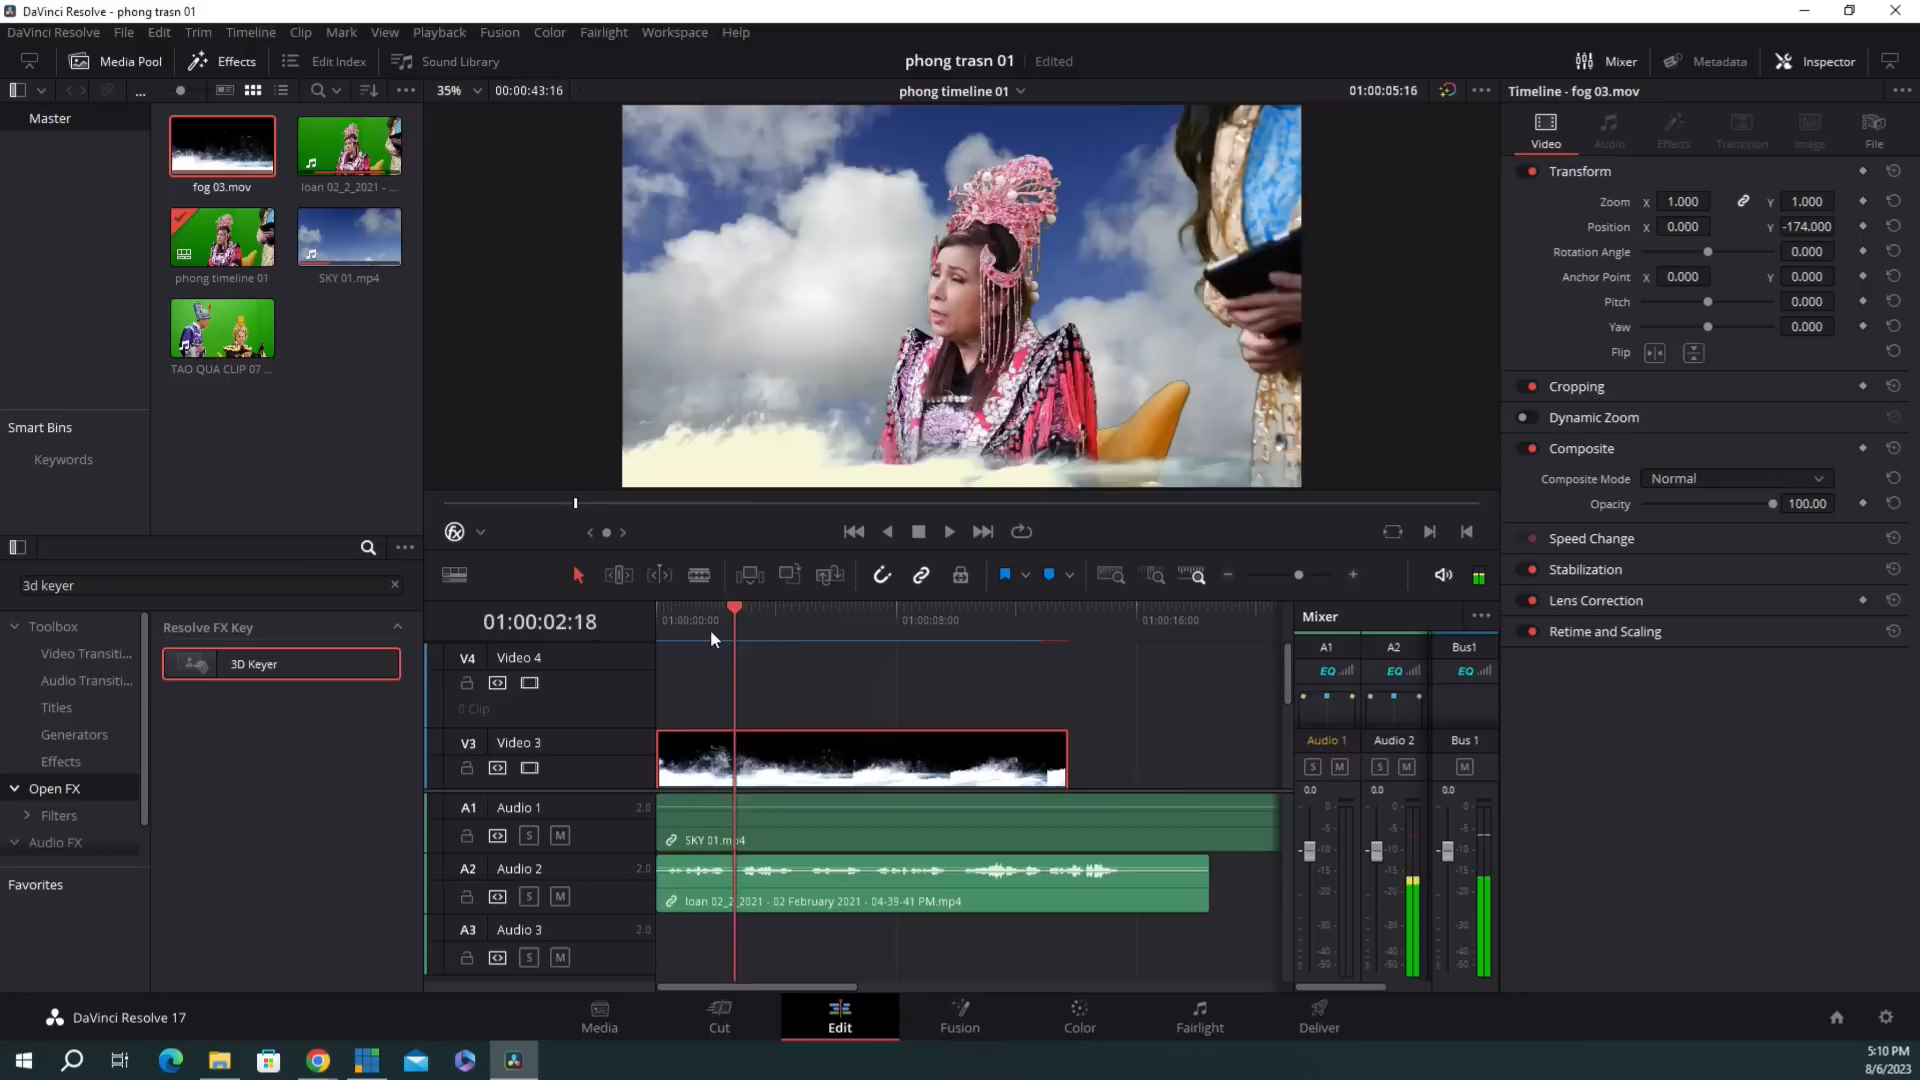 DaVinci Resolve - phong trasn 01
DaVinci Resolve File Edit Trim Timeline Clip Mark View Playback Fusion Color Fairlight Workspace Help
Media Pool Effects Edit Index Sound Library phong trasn 01 Edited Mixer Metadata Inspector
35% 00:00:43:16 phong timeline 01 01:00:05:16 Timeline - fog 03.mov
Master
fog 03.mov
loan 02_2_2021 - ...
phong timeline 01
SKY 01.mp4
TAO QUA CLIP 07 ...
Smart Bins
Keywords
Video Audio Effects Transition Image File
Transform
Zoom X 1.000 Y 1.000
Position X 0.000 Y -174.000
Rotation Angle 0.000
Anchor Point X 0.000 Y 0.000
Pitch 0.000
Yaw 0.000
Flip
Cropping
Dynamic Zoom
Composite
Composite Mode Normal
Opacity 100.00
Speed Change
Stabilization
Lens Correction
Retime and Scaling
3d keyer
Toolbox
Video Transiti...
Audio Transiti...
Titles
Generators
Effects
Open FX
Filters
Audio FX
Favorites
Resolve FX Key
3D Keyer
01:00:02:18
01:00:00:00 01:00:08:00 01:00:16:00
V4 Video 4
0 Clip
V3 Video 3
A1 Audio 1 2.0
S M
SKY 01.mp4
A2 Audio 2 2.0
S M
loan 02_2_2021 - 02 February 2021 - 04-39-41 PM.mp4
A3 Audio 3 2.0
S M
Mixer
A1 A2 Bus1
EQ EQ EQ
Audio 1 Audio 2 Bus 1
S M S M M
0.0 0.0 0.0
0 0 0
-5 -5 -5
-10 -10 -10
-15 -15 -15
-20 -20 -20
-30 -30 -30
-40 -40 -40
-50 -50 -50
DaVinci Resolve 17
Media Cut Edit Fusion Color Fairlight Deliver
5:10 PM
8/6/2023